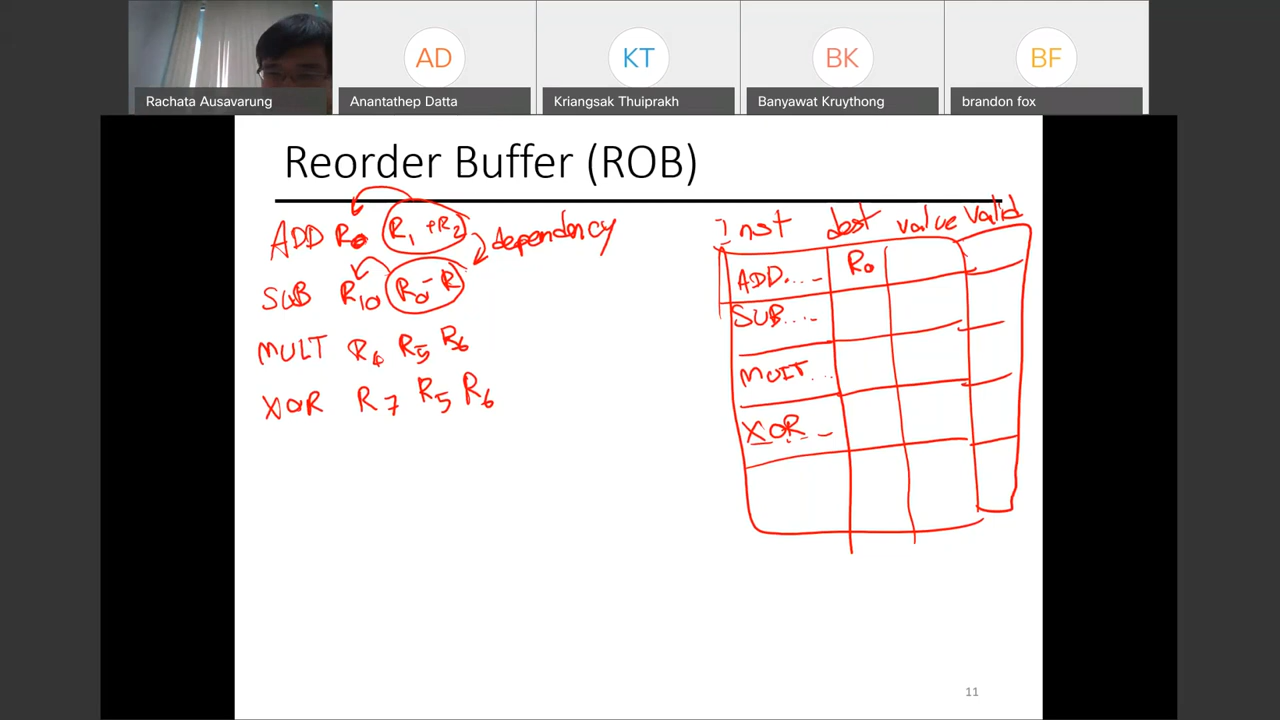 AD
KT
BK
BF
Rachata Ausavarung
Anantathep Datta
Kriangsak Thuiprakh
Banyawat Kruythong
brandon fox
Reorder Buffer (ROB)
ADD R0 R1 + R2 dependency
SUB R10 R0 - R
MULT R4 R5 R6
XOR R7 R5 R6
inst dest value valid
ADD.... R0
SUB....
MULT...
XOR ...
11